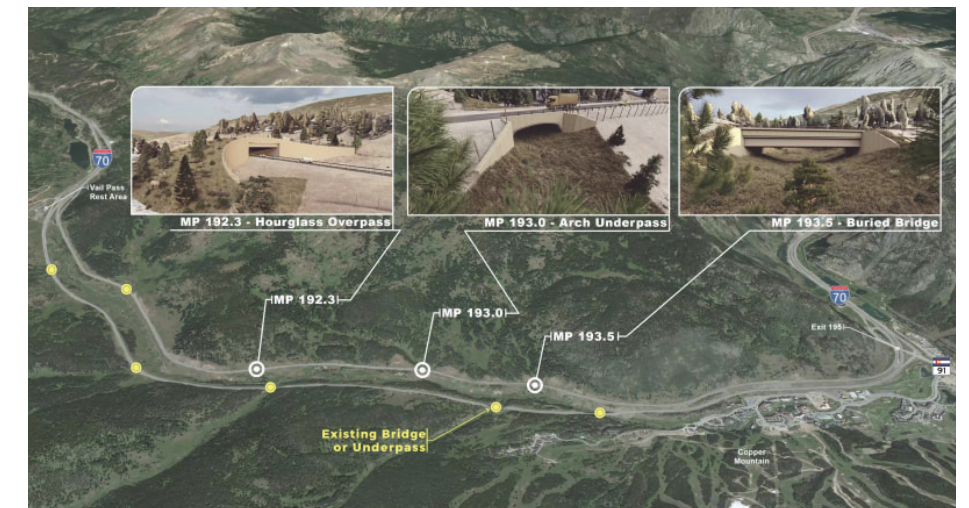 MP 192.3 - Hourglass Overpass
MP 193.0 - Arch Underpass
MP 193.5 - Buried Bridge
70
Vail Pass
Rest Area
MP 192.3
MP 193.0
MP 193.5
70
Exit 195
91
Existing Bridge
or Underpass
Copper
Mountain